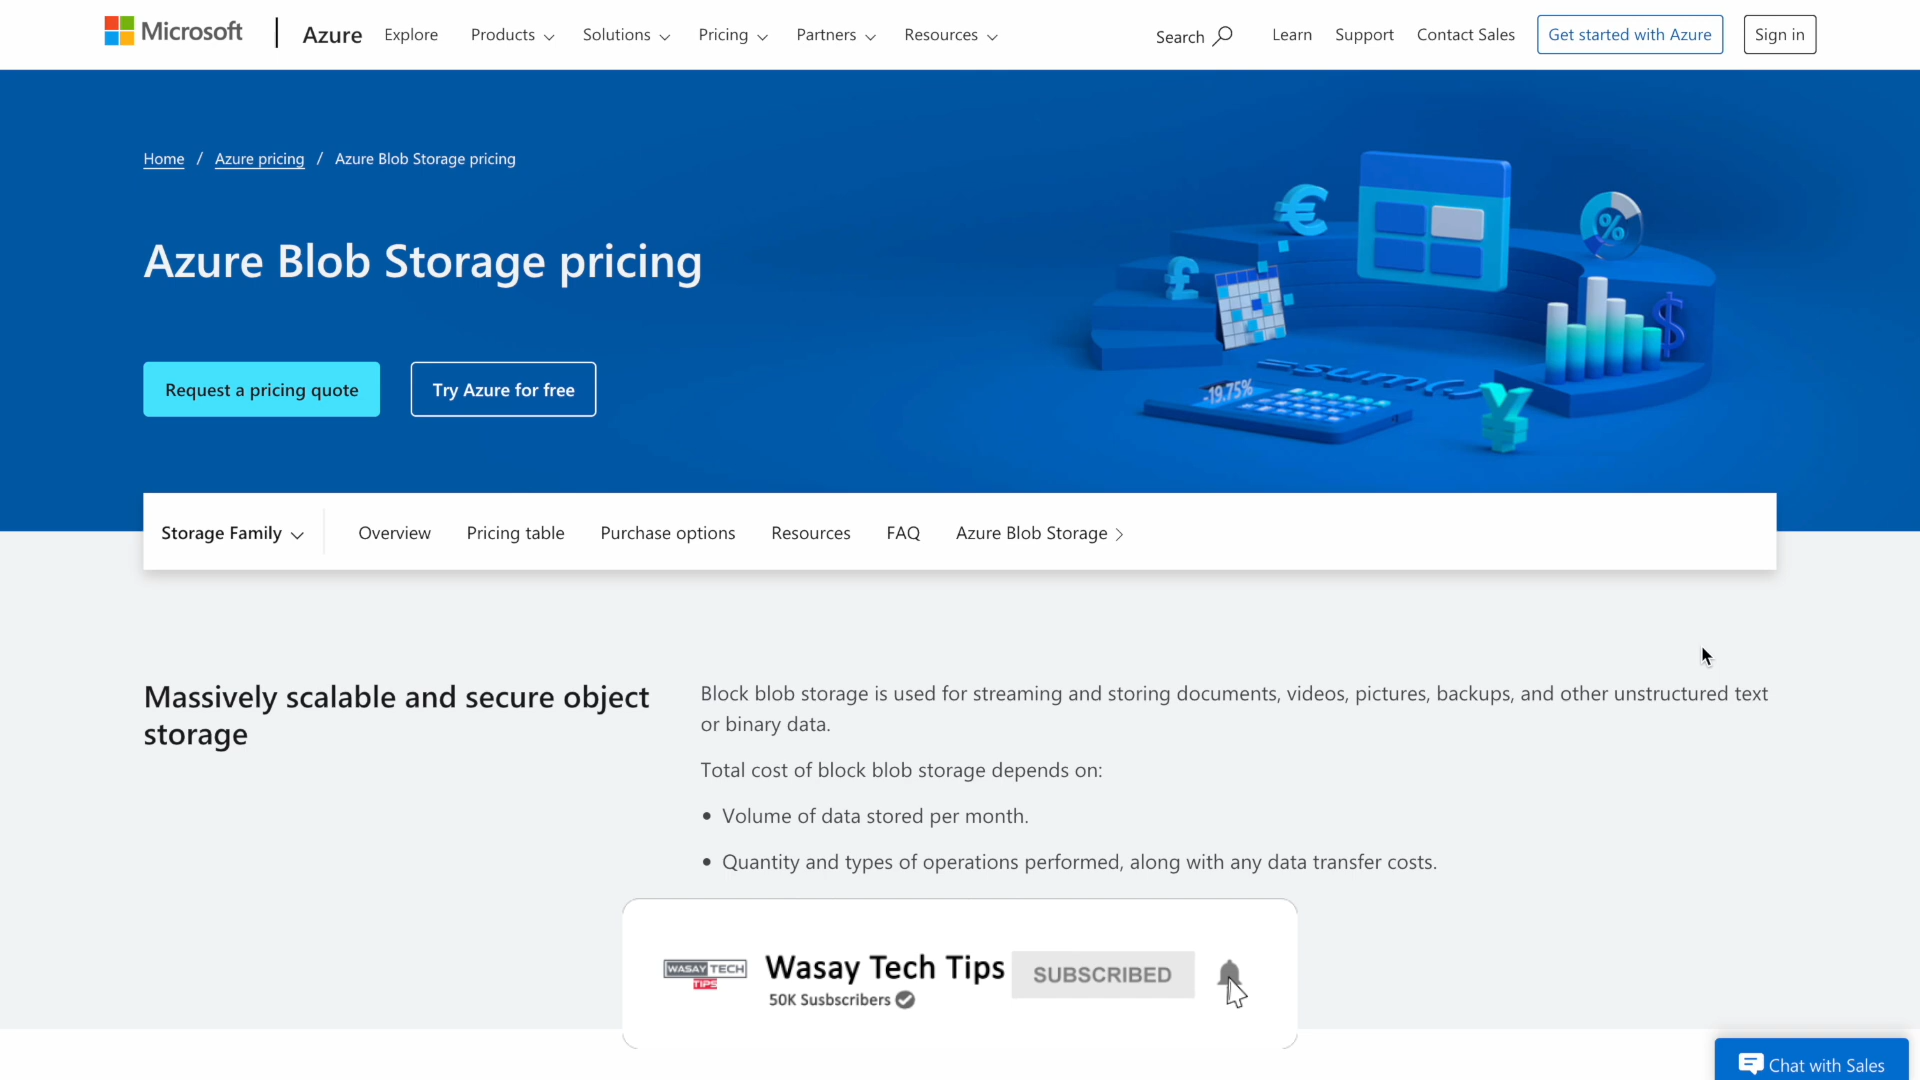 Microsoft
Azure
Explore
Products
Solutions
Pricing
Partners
Resources
Search
Learn
Support
Contact Sales
Get started with Azure
Sign in
Home / Azure pricing / Azure Blob Storage pricing
Azure Blob Storage pricing
Request a pricing quote
Try Azure for free
€
£
%
$
-19.75%
=sum(
¥
Storage Family
Overview
Pricing table
Purchase options
Resources
FAQ
Azure Blob Storage
Massively scalable and secure object
storage
Block blob storage is used for streaming and storing documents, videos, pictures, backups, and other unstructured text
or binary data.
Total cost of block blob storage depends on:
• Volume of data stored per month.
• Quantity and types of operations performed, along with any data transfer costs.
WASAY TECH
TIPS
Wasay Tech Tips
50K Susbscribers
SUBSCRIBED
Chat with Sales